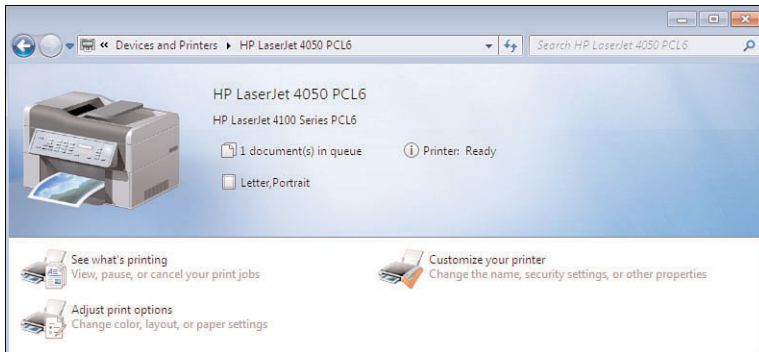 « Devices and Printers ▸ HP LaserJet 4050 PCL6
Search HP LaserJet 4050 PCL6
HP LaserJet 4050 PCL6
HP LaserJet 4100 Series PCL6
1 document(s) in queue
Printer: Ready
Letter,Portrait
See what's printing
View, pause, or cancel your print jobs
Customize your printer
Change the name, security settings, or other properties
Adjust print options
Change color, layout, or paper settings